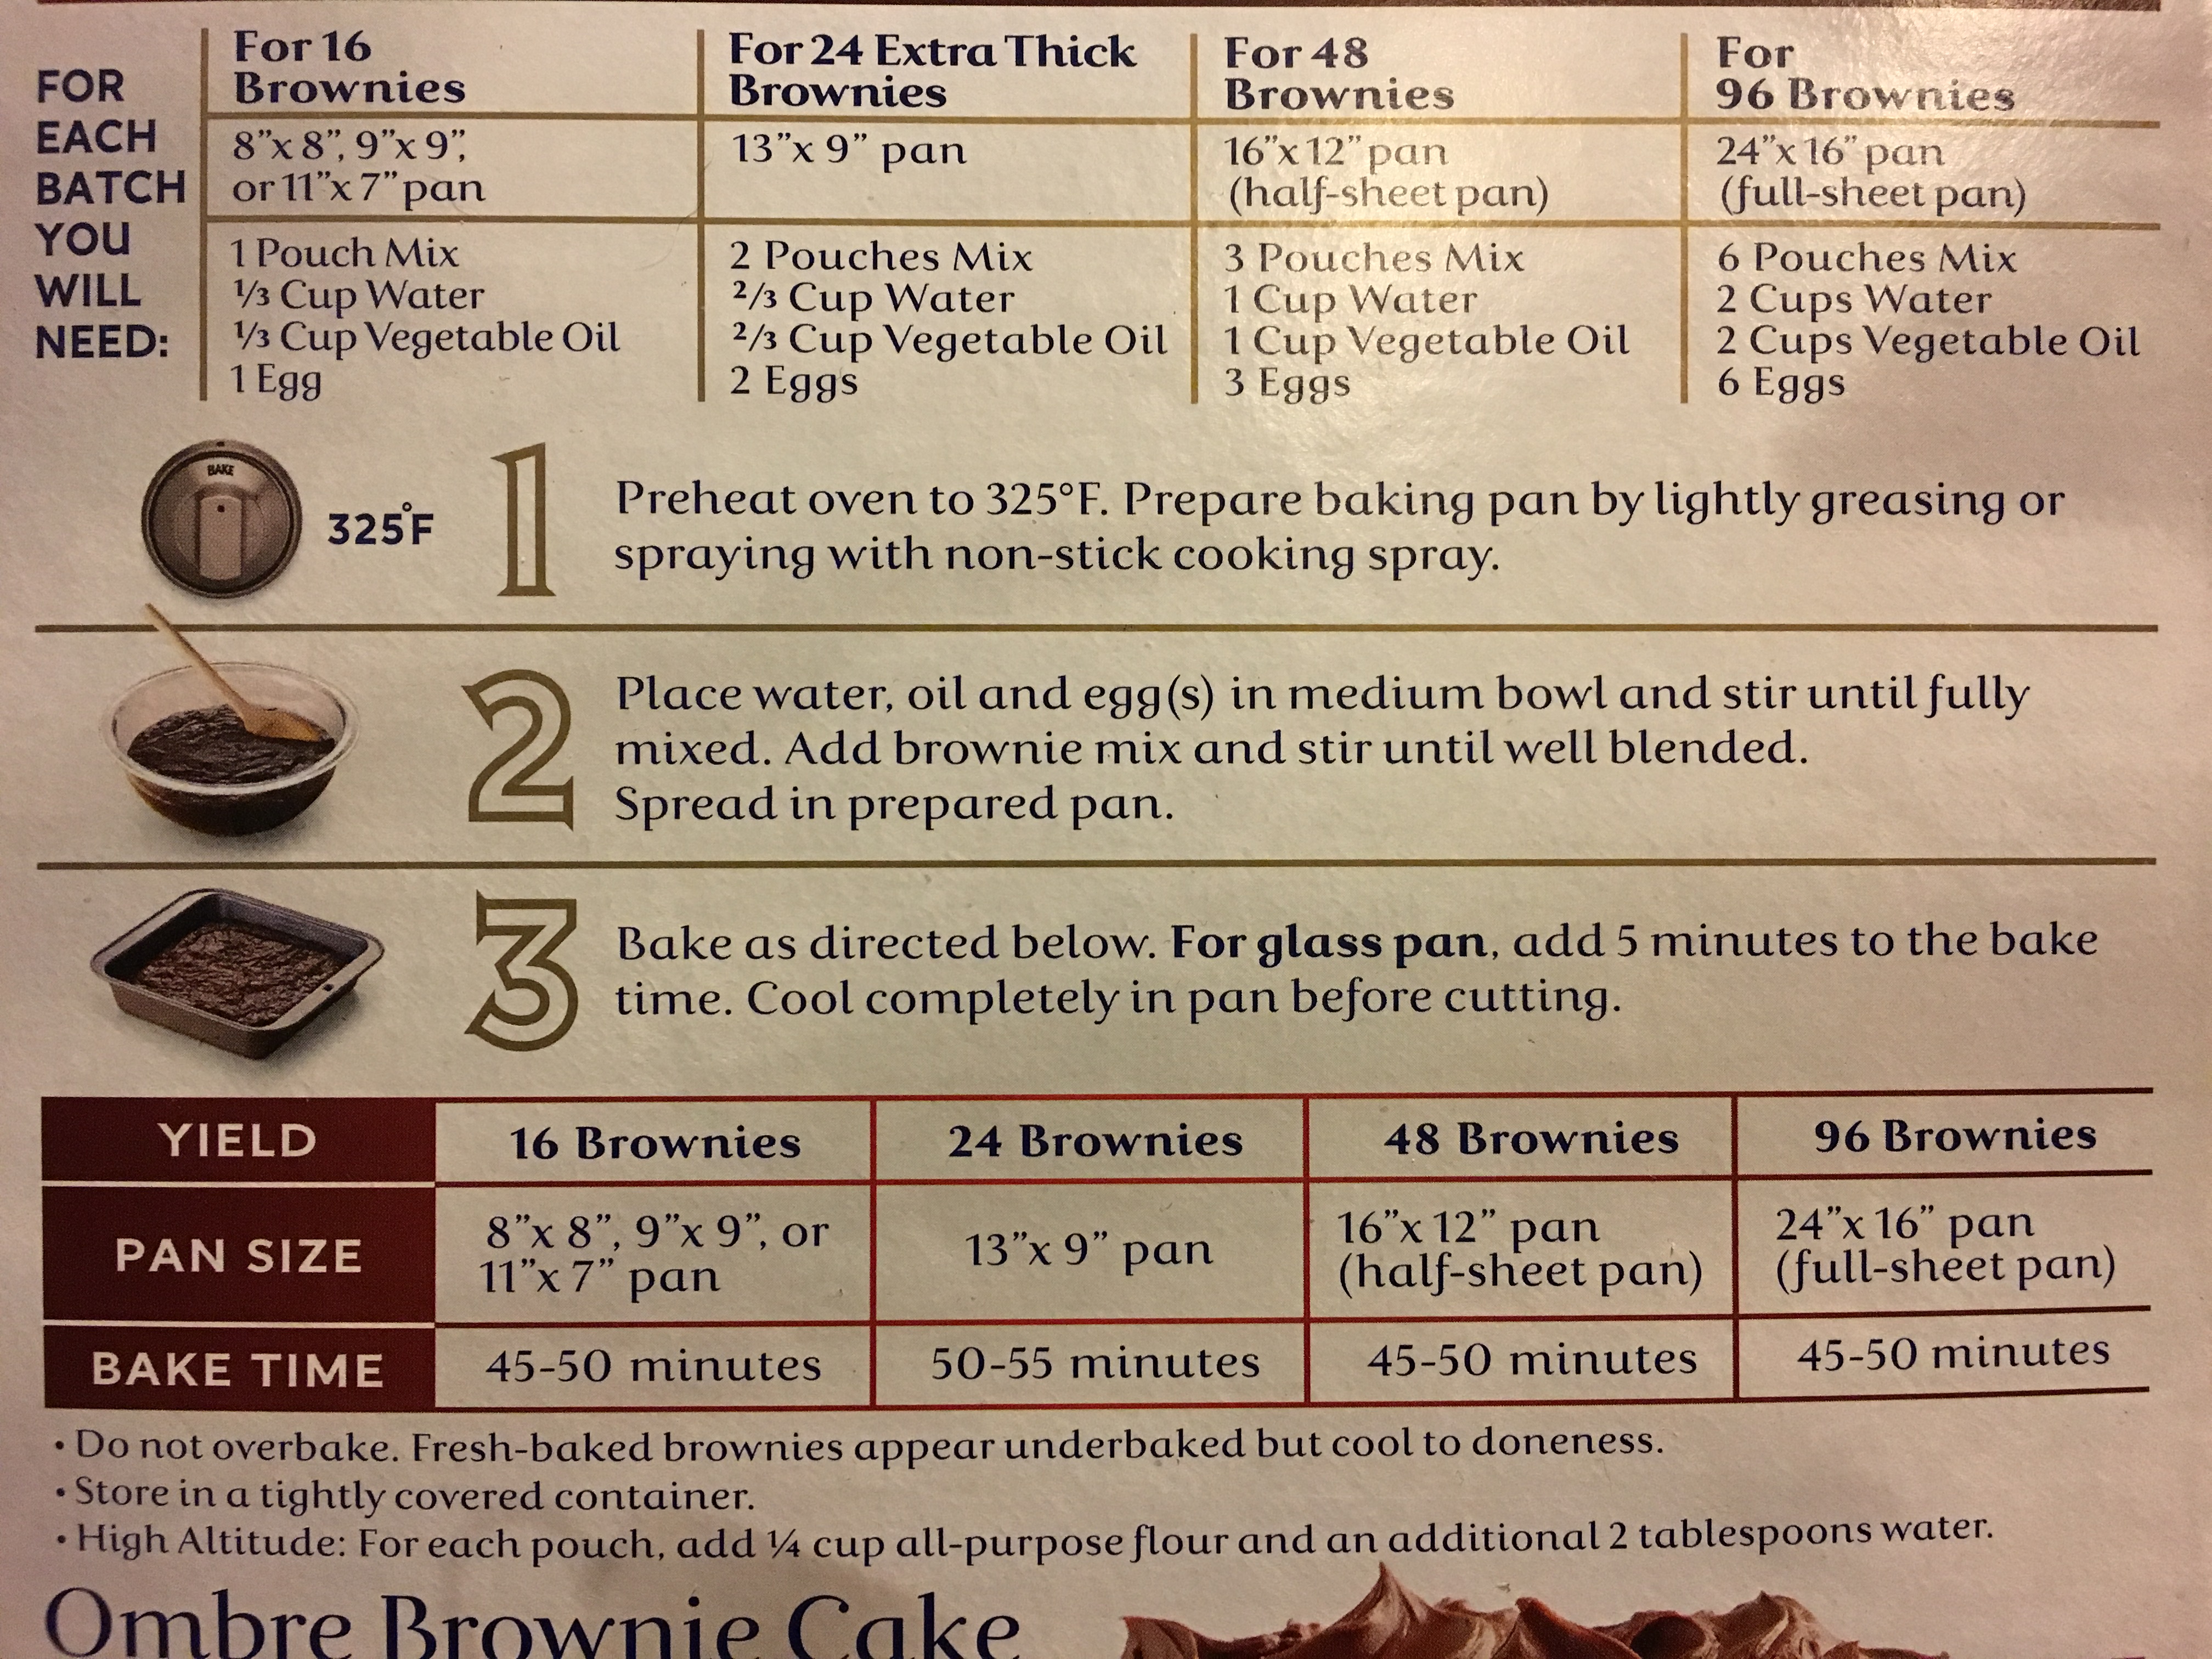 FOR
EACH
BATCH
YOU
WILL
NEED:
For 16
Brownies
8”x 8”, 9”x 9”,
or 11”x 7” pan
1 Pouch Mix
⅓ Cup Water
⅓ Cup Vegetable Oil
1 Egg
For 24 Extra Thick
Brownies
13”x 9” pan
2 Pouches Mix
⅔ Cup Water
⅔ Cup Vegetable Oil
2 Eggs
For 48
Brownies
16”x 12” pan
(half-sheet pan)
3 Pouches Mix
1 Cup Water
1 Cup Vegetable Oil
3 Eggs
For
96 Brownies
24”x 16” pan
(full-sheet pan)
6 Pouches Mix
2 Cups Water
2 Cups Vegetable Oil
6 Eggs
BAKE
325°F
1
Preheat oven to 325°F. Prepare baking pan by lightly greasing or
spraying with non-stick cooking spray.
2
Place water, oil and egg(s) in medium bowl and stir until fully
mixed. Add brownie mix and stir until well blended.
Spread in prepared pan.
3
Bake as directed below. For glass pan, add 5 minutes to the bake
time. Cool completely in pan before cutting.
YIELD
16 Brownies
24 Brownies
48 Brownies
96 Brownies
PAN SIZE
8”x 8”, 9”x 9”, or
11”x 7” pan
13”x 9” pan
16”x 12” pan
(half-sheet pan)
24”x 16” pan
(full-sheet pan)
BAKE TIME
45-50 minutes
50-55 minutes
45-50 minutes
45-50 minutes
• Do not overbake. Fresh-baked brownies appear underbaked but cool to doneness.
• Store in a tightly covered container.
• High Altitude: For each pouch, add ¼ cup all-purpose flour and an additional 2 tablespoons water.
Ombre Brownie Cake